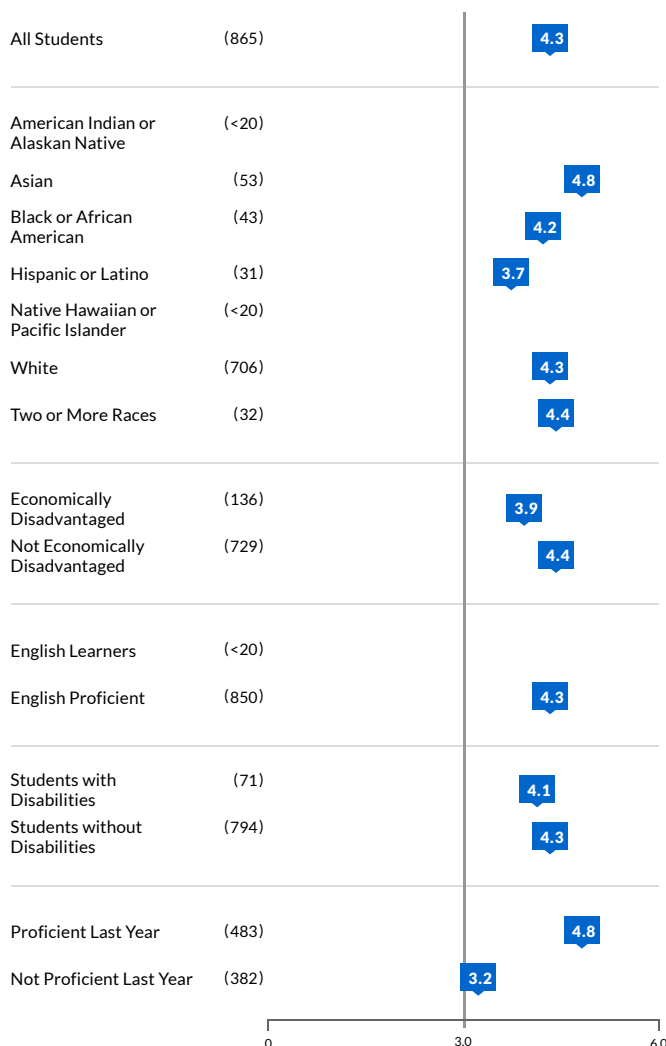 All Students (865) 4.3
American Indian or (<20)
Alaskan Native
Asian (53) 4.8
Black or African (43) 4.2
American
Hispanic or Latino (31) 3.7
Native Hawaiian or (<20)
Pacific Islander
White (706) 4.3
Two or More Races (32) 4.4
Economically (136) 3.9
Disadvantaged
Not Economically (729) 4.4
Disadvantaged
English Learners (<20)
English Proficient (850) 4.3
Students with (71) 4.1
Disabilities
Students without (794) 4.3
Disabilities
Proficient Last Year (483) 4.8
Not Proficient Last Year (382) 3.2
0 3.0 6.0